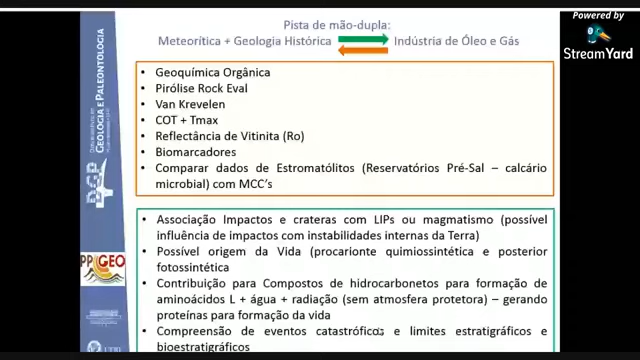 Powered by
StreamYard
Pista de mão-dupla:
Meteorítica + Geologia Histórica
Indústria de Óleo e Gás
GEOLOGIA E PALEONTOLOGIA
DGP
PPGEO
• Geoquímica Orgânica
• Pirólise Rock Eval
• Van Krevelen
• COT + Tmax
• Reflectância de Vitinita (Ro)
• Biomarcadores
• Comparar dados de Estromatólitos (Reservatórios Pré-Sal – calcário
microbial) com MCC's
• Associação Impactos e crateras com LIPs ou magmatismo (possível
influência de impactos com instabilidades internas da Terra)
• Possível origem da Vida (procarionte quimiossintética e posterior
fotossintética
• Contribuição para Compostos de hidrocarbonetos para formação de
aminoácidos L + água + radiação (sem atmosfera protetora) – gerando
proteínas para formação da vida
• Compreensão de eventos catastróficos e limites estratigráficos e
bioestratigráficos